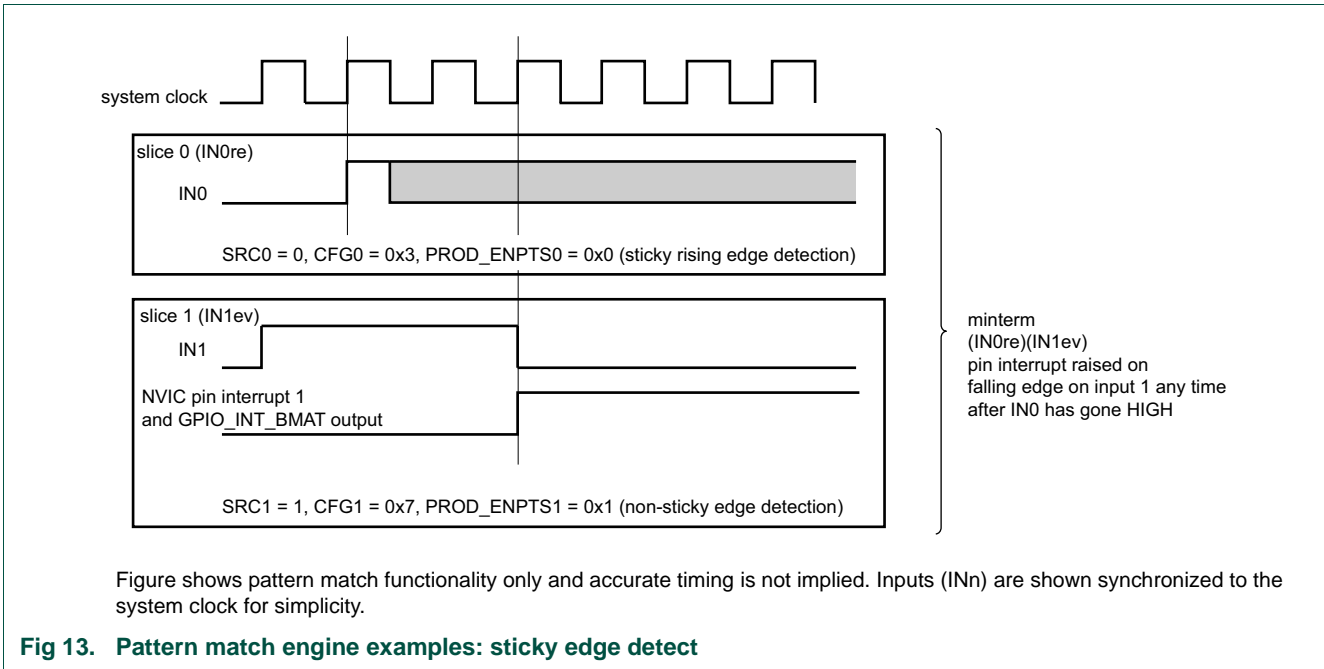 system clock
slice 0 (IN0re)
IN0
SRC0 = 0, CFG0 = 0x3, PROD_ENPTS0 = 0x0 (sticky rising edge detection)
slice 1 (IN1ev)
IN1
NVIC pin interrupt 1
and GPIO_INT_BMAT output
SRC1 = 1, CFG1 = 0x7, PROD_ENPTS1 = 0x1 (non-sticky edge detection)
minterm
(IN0re)(IN1ev)
pin interrupt raised on
falling edge on input 1 any time
after IN0 has gone HIGH
Figure shows pattern match functionality only and accurate timing is not implied. Inputs (INn) are shown synchronized to the
system clock for simplicity.
Fig 13. Pattern match engine examples: sticky edge detect